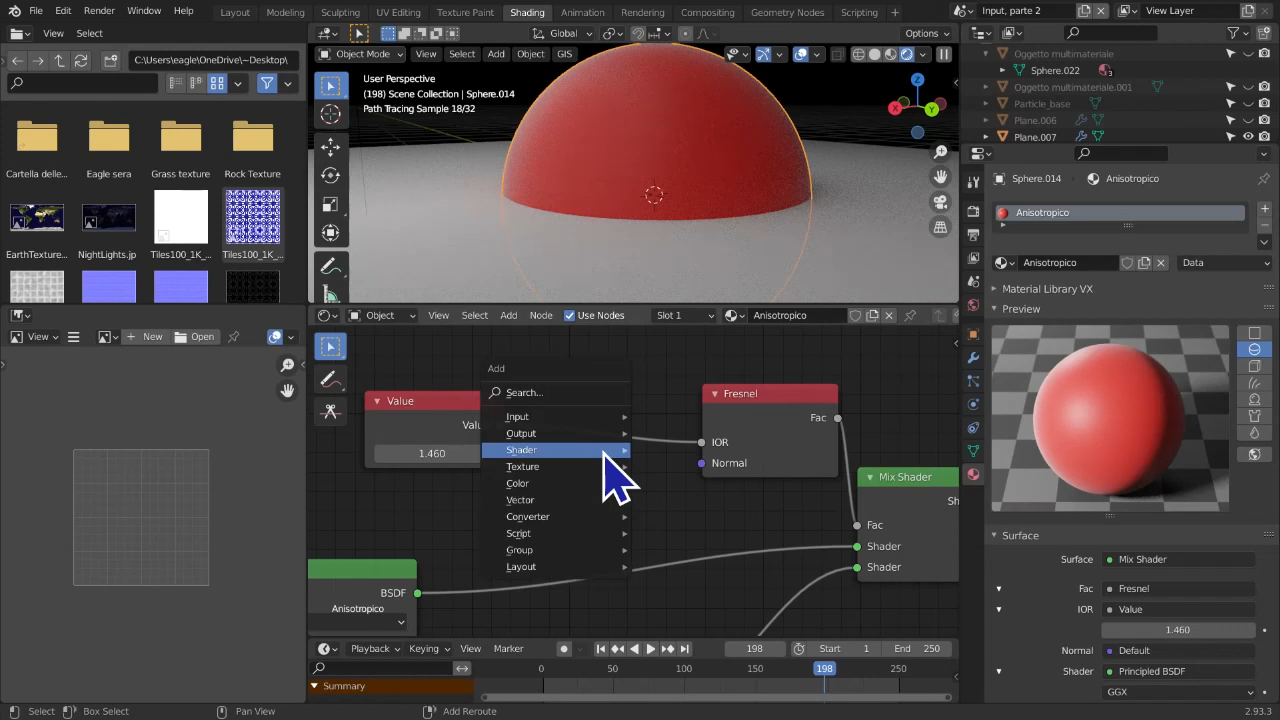 File Edit Render Window Help Layout Modeling Sculpting UV Editing Texture Paint Shading Animation Rendering Compositing Geometry Nodes Scripting + Input, parte 2 View Layer
View Select
C:\Users\eagle\OneDrive\~Desktop\
Cartella delle... Eagle sera Grass texture Rock Texture
EarthTexture... NightLights.jp Tiles100_1K_... Tiles100_1K_...
Global Options
Object Mode View Select Add Object GIS
User Perspective
(198) Scene Collection | Sphere.014
Path Tracing Sample 18/32
X Y Z
Oggetto multimateriale
Sphere.022 3
Oggetto multimateriale.001
Particle_base
Plane.006
Plane.007
View + New Open
Object View Select Add Node Use Nodes Slot 1 Anisotropico
Value
Valu
1.460
Add
Search...
Input
Output
Shader
Texture
Color
Vector
Converter
Script
Group
Layout
Fresnel
Fac
IOR
Normal
Mix Shader
Sh
Fac
Shader
Shader
BSDF
Anisotropico
Playback Keying View Marker 198 Start 1 End 250
0 50 100 150 198 250
Summary
Sphere.014 Anisotropico
Anisotropico
Anisotropico Data
Material Library VX
Preview
Surface
Surface Mix Shader
Fac Fresnel
IOR Value
1.460
Normal Default
Shader Principled BSDF
GGX
Select Box Select Pan View Add Reroute 2.93.3